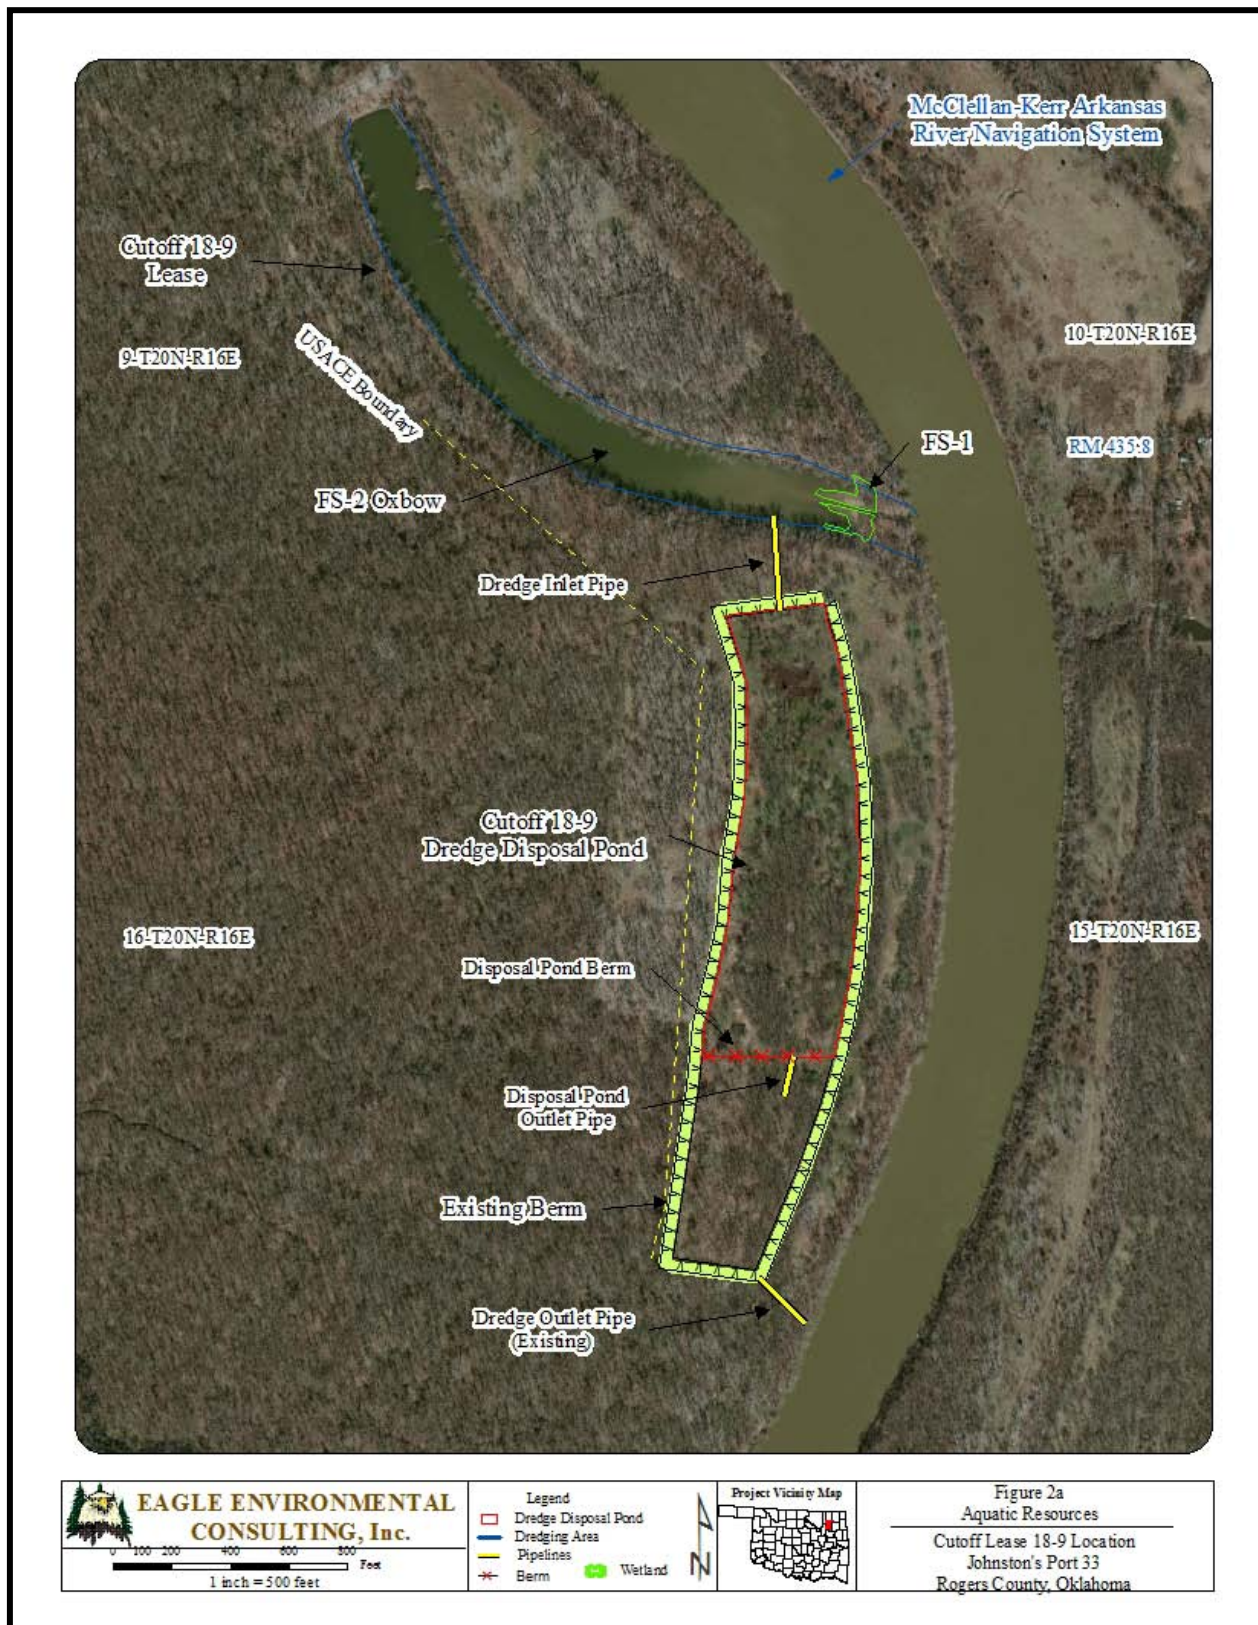 McClellan-Kerr Arkansas
River Navigation System
Cutoff 18-9
Lease
9-T20N-R16E
USACE Boundary
10-T20N-R16E
FS-1
RM 435.8
FS-2 Oxbow
Dredge Inlet Pipe
Cutoff 18-9
Dredge Disposal Pond
16-T20N-R16E
15-T20N-R16E
Disposal Pond Berm
Disposal Pond
Outlet Pipe
Existing Berm
Dredge Outlet Pipe
(Existing)
EAGLE ENVIRONMENTAL
CONSULTING, Inc.
0 100 200 400 600 800
Feet
1 inch = 500 feet
Legend
Dredge Disposal Pond
Dredging Area
Pipelines
Berm
Wetland
N
Project Vicinity Map
Figure 2a
Aquatic Resources
Cutoff Lease 18-9 Location
Johnston's Port 33
Rogers County, Oklahoma